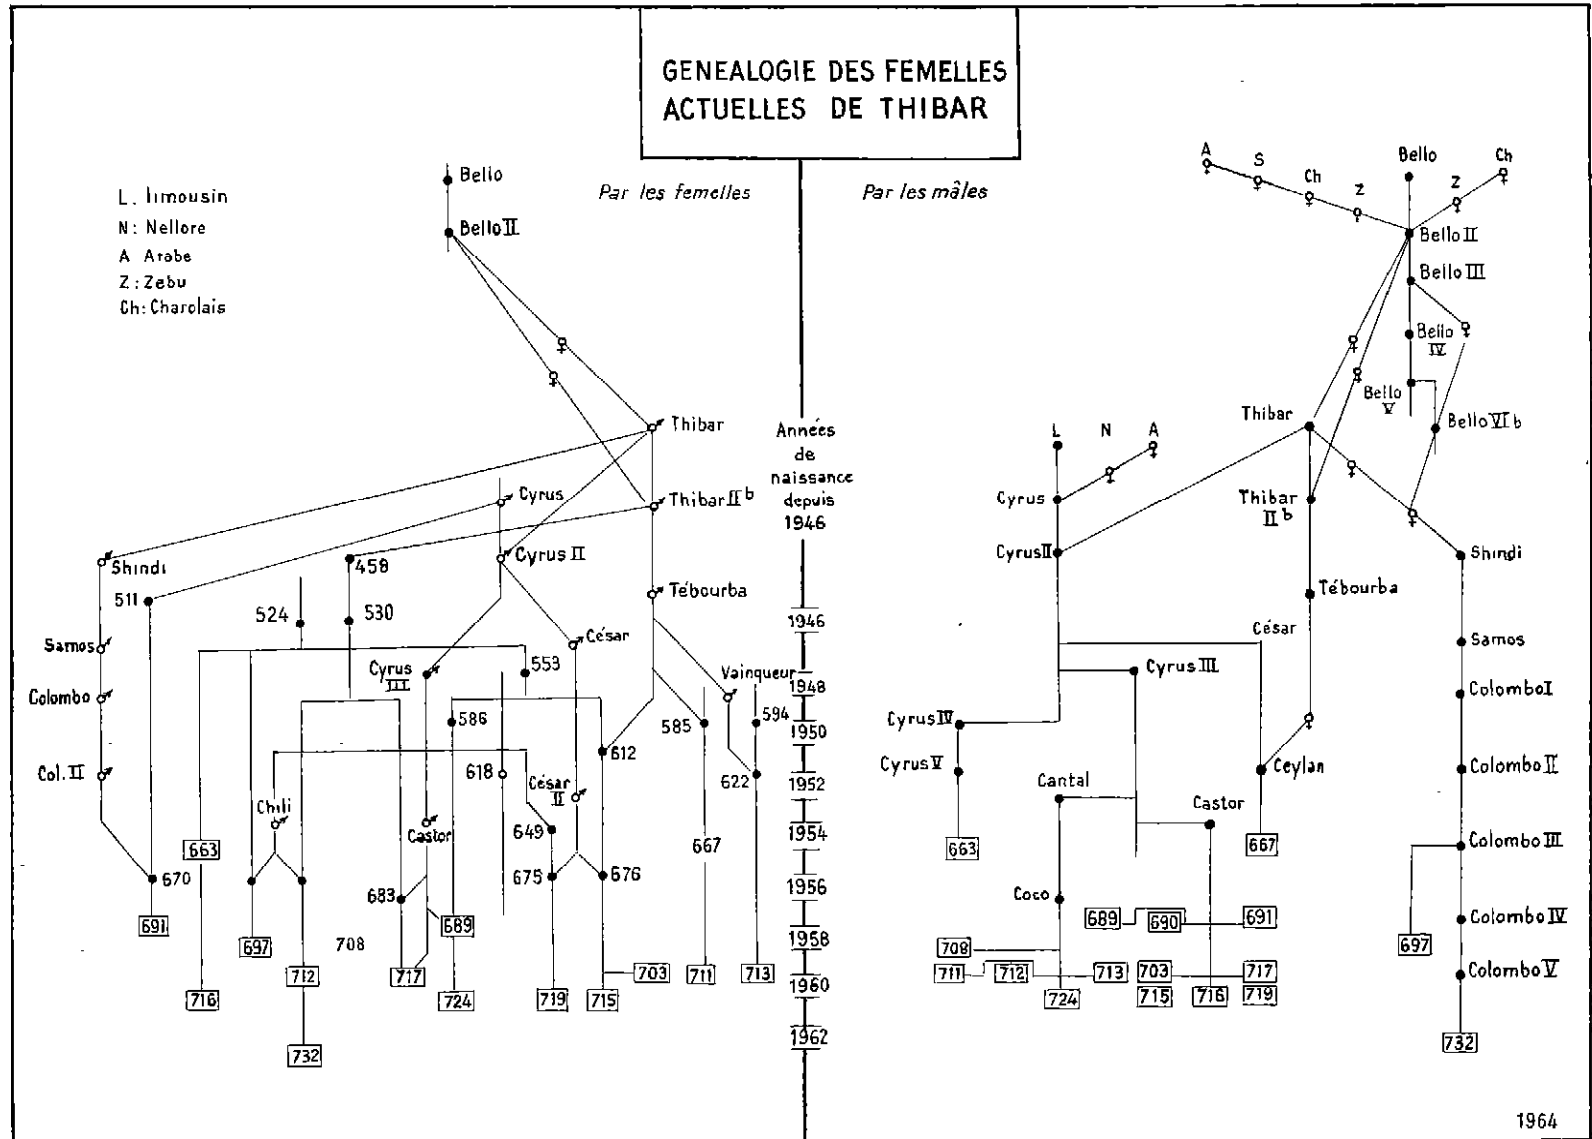 GENEALOGIE DES FEMELLES
ACTUELLES DE THIBAR
L. limousin
N: Nellore
A Arabe
Z: Zebu
Ch: Charolais
Par les femelles
Bello
Bello II
Thibar
Cyrus
Thibar II b
Shindi
458
Cyrus II
511
524
530
Tébourba
Samos
César
Cyrus
III
553
Vainqueur
Colombo
586
585
594
612
Col. II
618
César
II
622
Chili
Castor
649
663
667
670
683
675
676
691
697
708
689
712
717
703
711
713
716
724
719
715
732
Années
de
naissance
depuis
1946
1946
1948
1950
1952
1954
1956
1958
1960
1962
Par les mâles
A
S
Ch
Z
Bello
Z
Ch
Bello II
Bello III
Bello
IV
Bello
V
Bello VI b
Thibar
L
N
A
Cyrus
Thibar
II b
Cyrus II
Shindi
Tébourba
César
Samos
Cyrus III
Colombo I
Cyrus IV
Cyrus V
Ceylan
Colombo II
Cantal
Castor
663
667
Colombo III
Coco
689
690
691
Colombo IV
708
697
711
712
713
703
717
Colombo V
724
715
716
719
732
1964